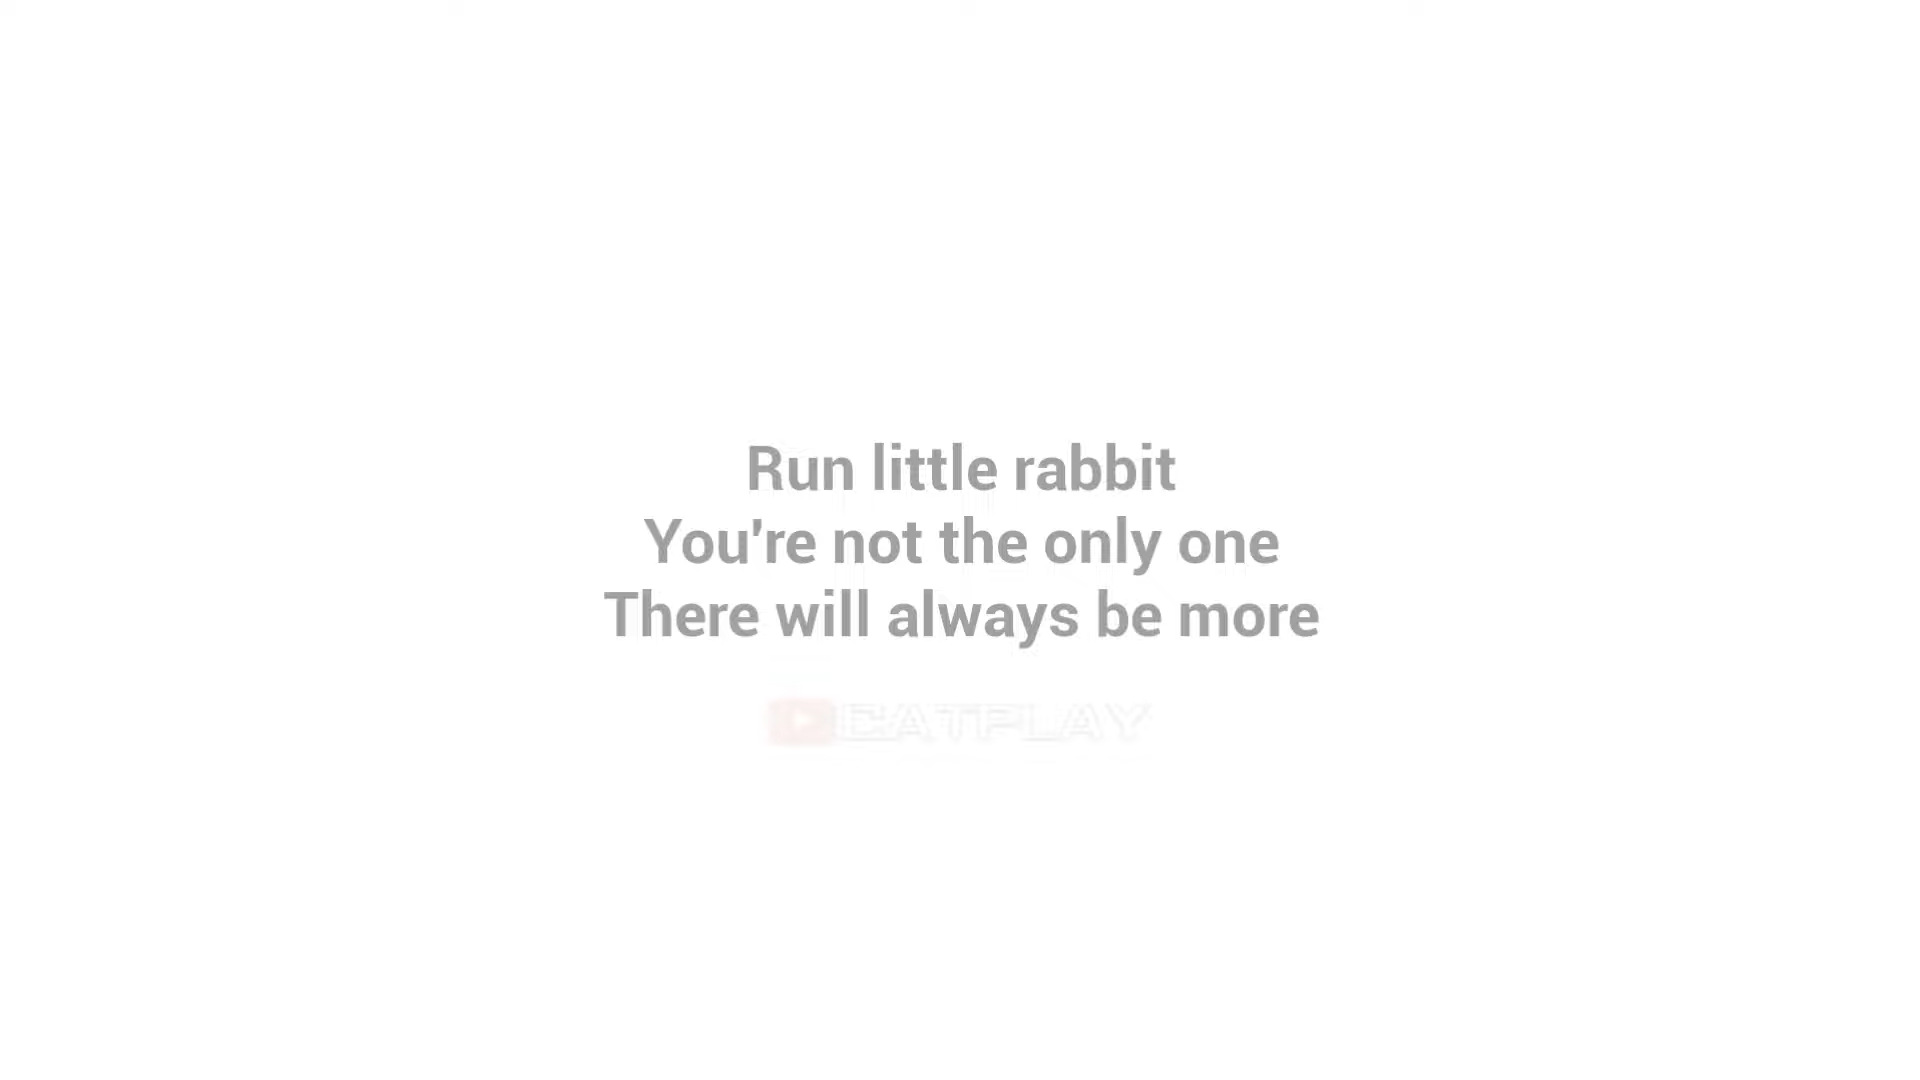 Run little rabbit
You're not the only one
There will always be more
CATPLAY